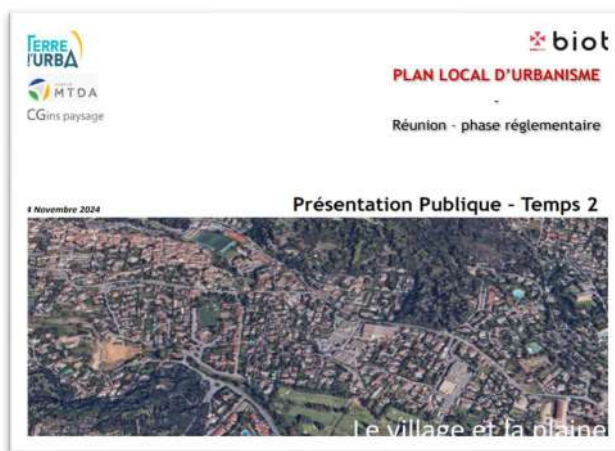 TERRE
L'URBA
MTDA
CGins paysage
biot
PLAN LOCAL D'URBANISME
-
Réunion - phase réglementaire
4 Novembre 2024
Présentation Publique - Temps 2
Le village et la plaine